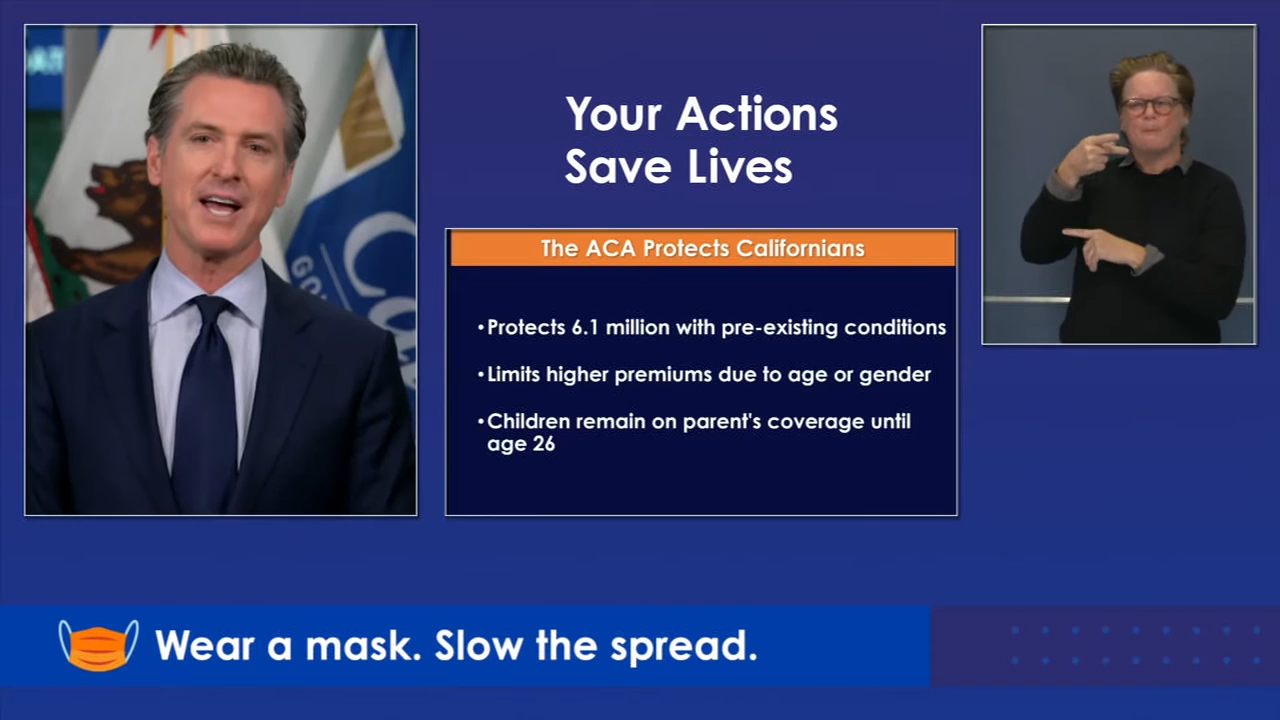 Your Actions
Save Lives
The ACA Protects Californians
•Protects 6.1 million with pre-existing conditions
•Limits higher premiums due to age or gender
•Children remain on parent's coverage until
age 26
Wear a mask. Slow the spread.